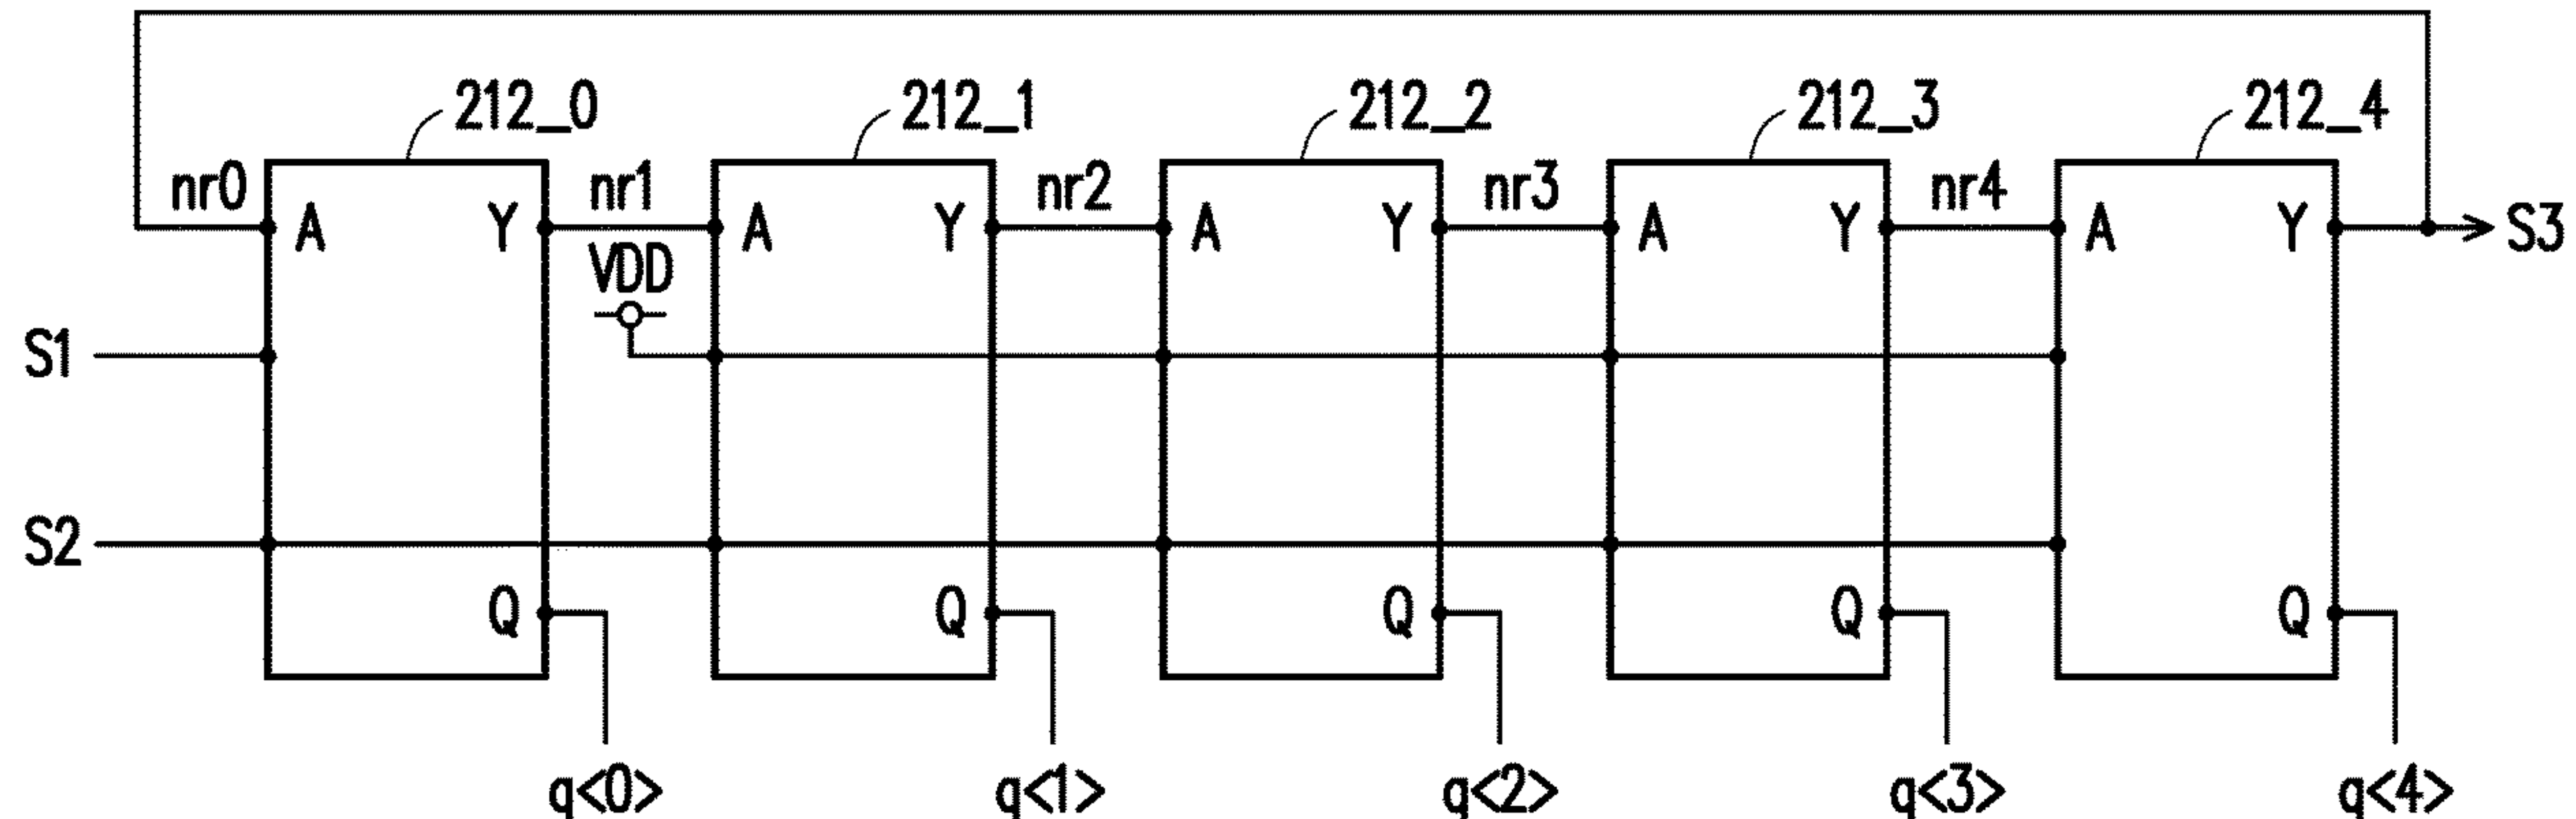 212_0 212_1 212_2 212_3 212_4
nr0 nr1 nr2 nr3 nr4
A Y A Y A Y A Y A Y S3
VDD
S1
S2
Q Q Q Q Q
q<0> q<1> q<2> q<3> q<4>